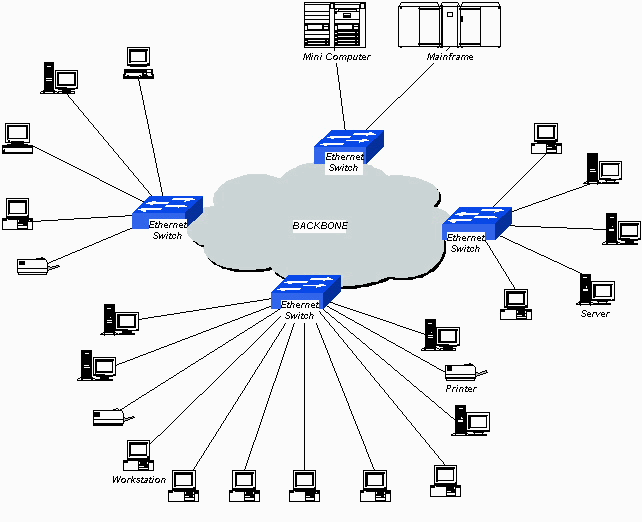 Mini Computer
Mainframe
Ethernet
Switch
Ethernet
Switch
BACKBONE
Ethernet
Switch
Ethernet
Switch
Server
Printer
Workstation